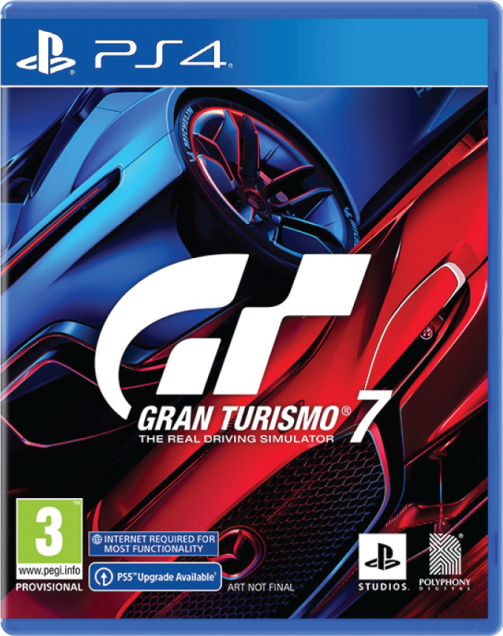 PS4
MICHELIN
GT
GRAN TURISMO® 7
THE REAL DRIVING SIMULATOR
3
www.pegi.info
PROVISIONAL
INTERNET REQUIRED FOR
MOST FUNCTIONALITY
PS5™ Upgrade Available
ART NOT FINAL
PS
STUDIOS
POLYPHONY
DIGITAL